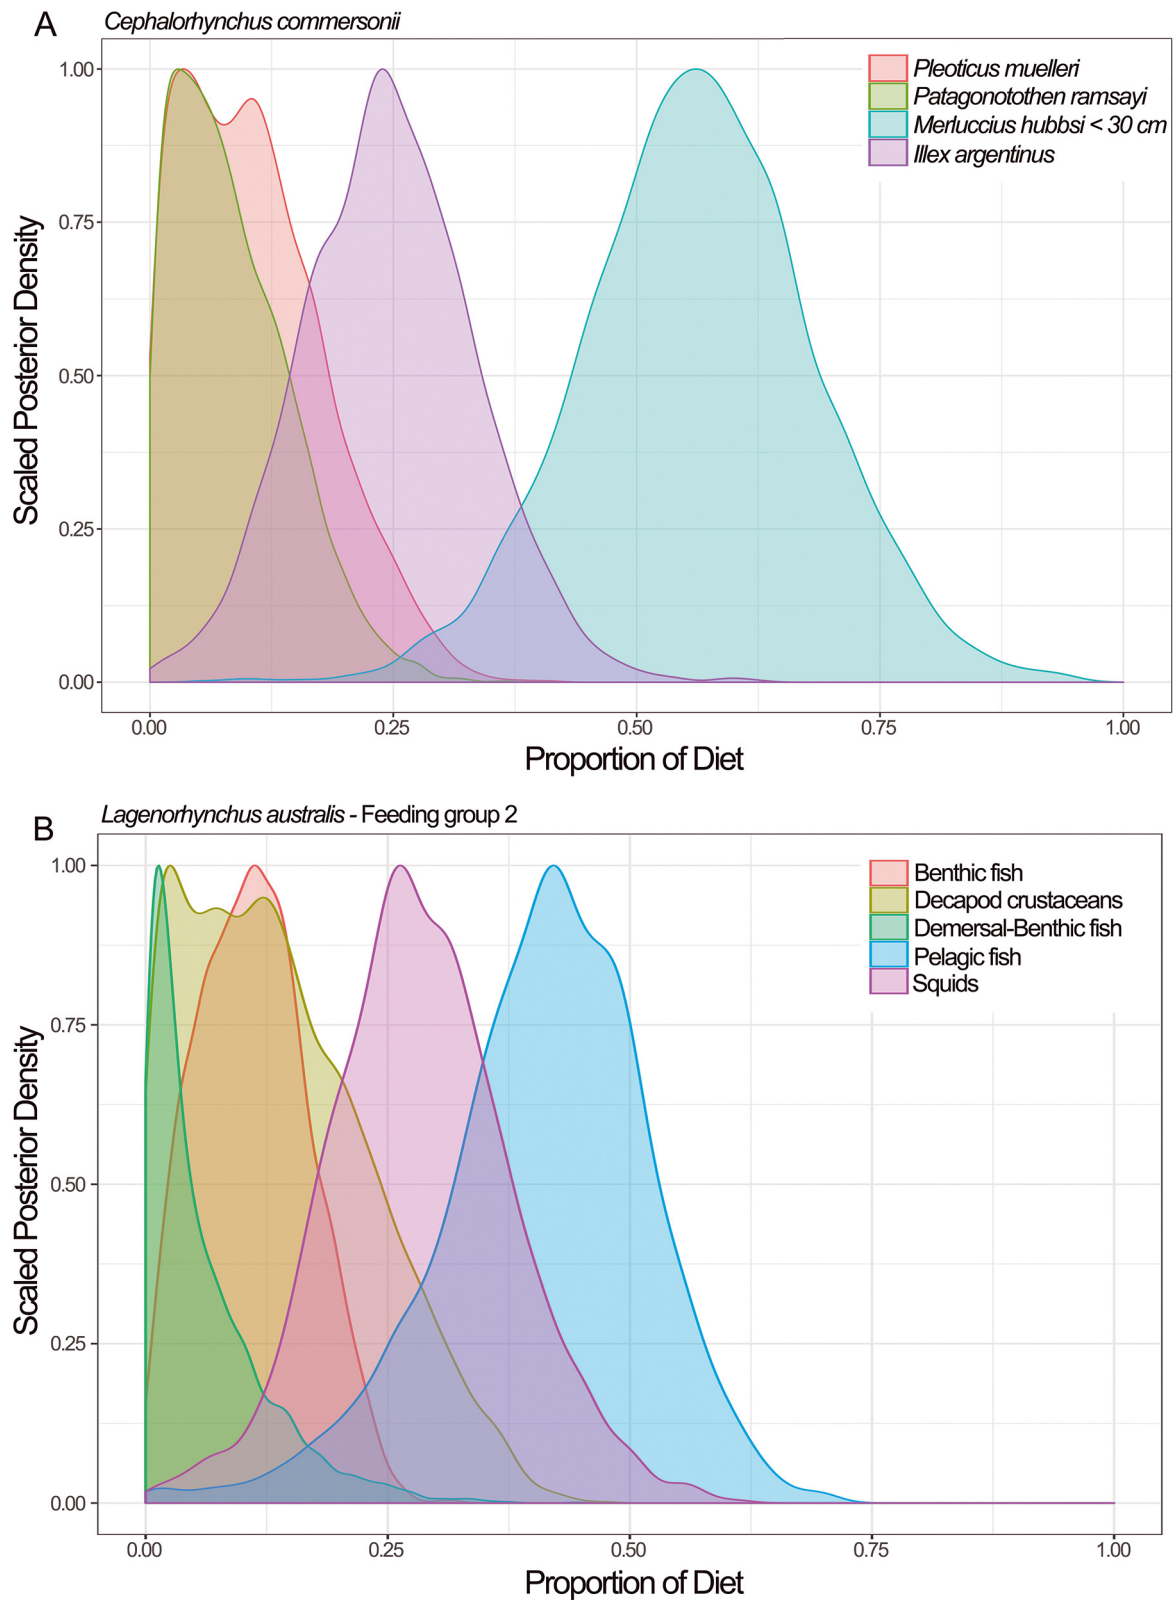 A
Cephalorhynchus commersonii
Pleoticus muelleri
Patagonotothen ramsayi
Merluccius hubbsi < 30 cm
Illex argentinus
1.00
0.75
0.50
0.25
0.00
Scaled Posterior Density
0.00 0.25 0.50 0.75 1.00
Proportion of Diet
B
Lagenorhynchus australis - Feeding group 2
Benthic fish
Decapod crustaceans
Demersal-Benthic fish
Pelagic fish
Squids
1.00
0.75
0.50
0.25
0.00
Scaled Posterior Density
0.00 0.25 0.50 0.75 1.00
Proportion of Diet